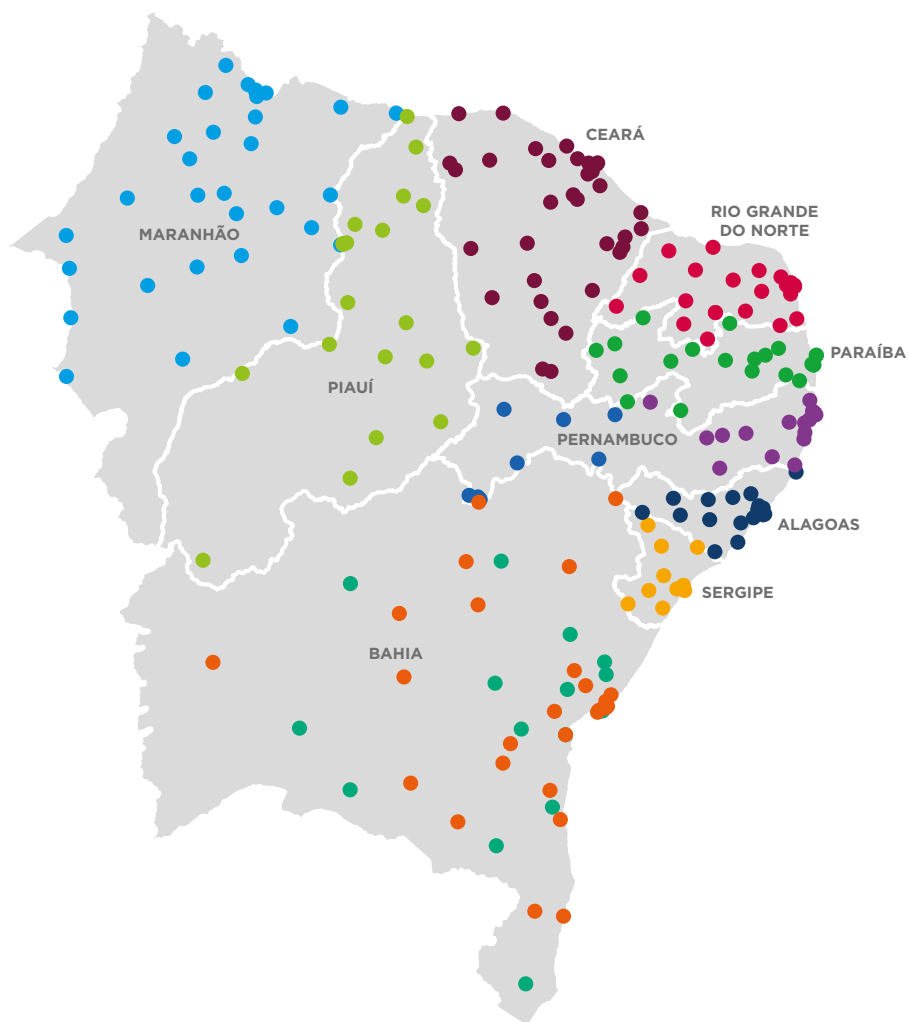 CEARÁ
RIO GRANDE
DO NORTE
MARANHÃO
PARAÍBA
PIAUÍ
PERNAMBUCO
ALAGOAS
SERGIPE
BAHIA